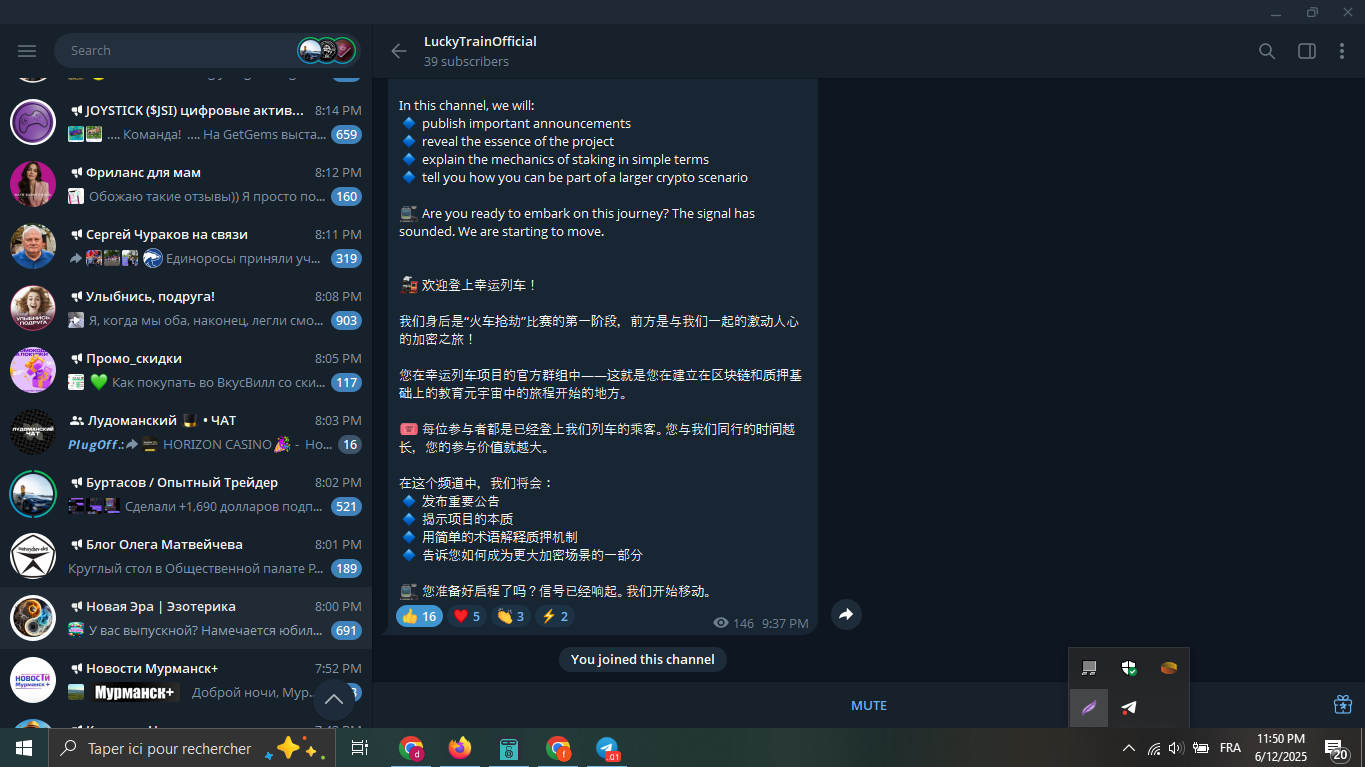 Search
JOYSTICK ($JSI) цифровые актив... 8:14 PM
.... Команда! .... На GetGems выста... 659
Фриланс для мам 8:12 PM
Обожаю такие отзывы)) Я просто по... 160
Сергей Чураков на связи 8:11 PM
Единоросы приняли уч... 319
Улыбнись, подруга! 8:08 PM
Я, когда мы оба, наконец, легли смо... 903
Промо_скидки 8:05 PM
Как покупать во ВкусВилл со ски... 117
Лудоманский • ЧАТ 8:03 PM
PlugOff.: HORIZON CASINO - Но... 16
Буртасов / Опытный Трейдер 8:02 PM
Сделали +1,690 долларов подп... 521
Блог Олега Матвейчева 8:01 PM
Круглый стол в Общественной палате Р... 189
Новая Эра | Эзотерика 8:00 PM
У вас выпускной? Намечается юбил... 691
Новости Мурманск+ 7:52 PM
Мурманск+ Доброй ночи, Мур...
LuckyTrainOfficial
39 subscribers
In this channel, we will:
🔹 publish important announcements
🔹 reveal the essence of the project
🔹 explain the mechanics of staking in simple terms
🔹 tell you how you can be part of a larger crypto scenario
Are you ready to embark on this journey? The signal has
sounded. We are starting to move.
🚂 欢迎登上幸运列车！
我们身后是“火车抢劫”比赛的第一阶段，前方是与我们一起的激动人心
的加密之旅！
您在幸运列车项目的官方群组中——这就是您在建立在区块链和质押基
础上的教育元宇宙中的旅程开始的地方。
🎟 每位参与者都是已经登上我们列车的乘客。您与我们同行的时间越
长，您的参与价值就越大。
在这个频道中，我们将会：
🔹 发布重要公告
🔹 揭示项目的本质
🔹 用简单的术语解释质押机制
🔹 告诉您如何成为更大加密场景的一部分
您准备好启程了吗？信号已经响起。我们开始移动。
👍 16 ❤ 5 👏 3 ⚡ 2
146 9:37 PM
You joined this channel
MUTE
Taper ici pour rechercher
FRA
11:50 PM
6/12/2025
20